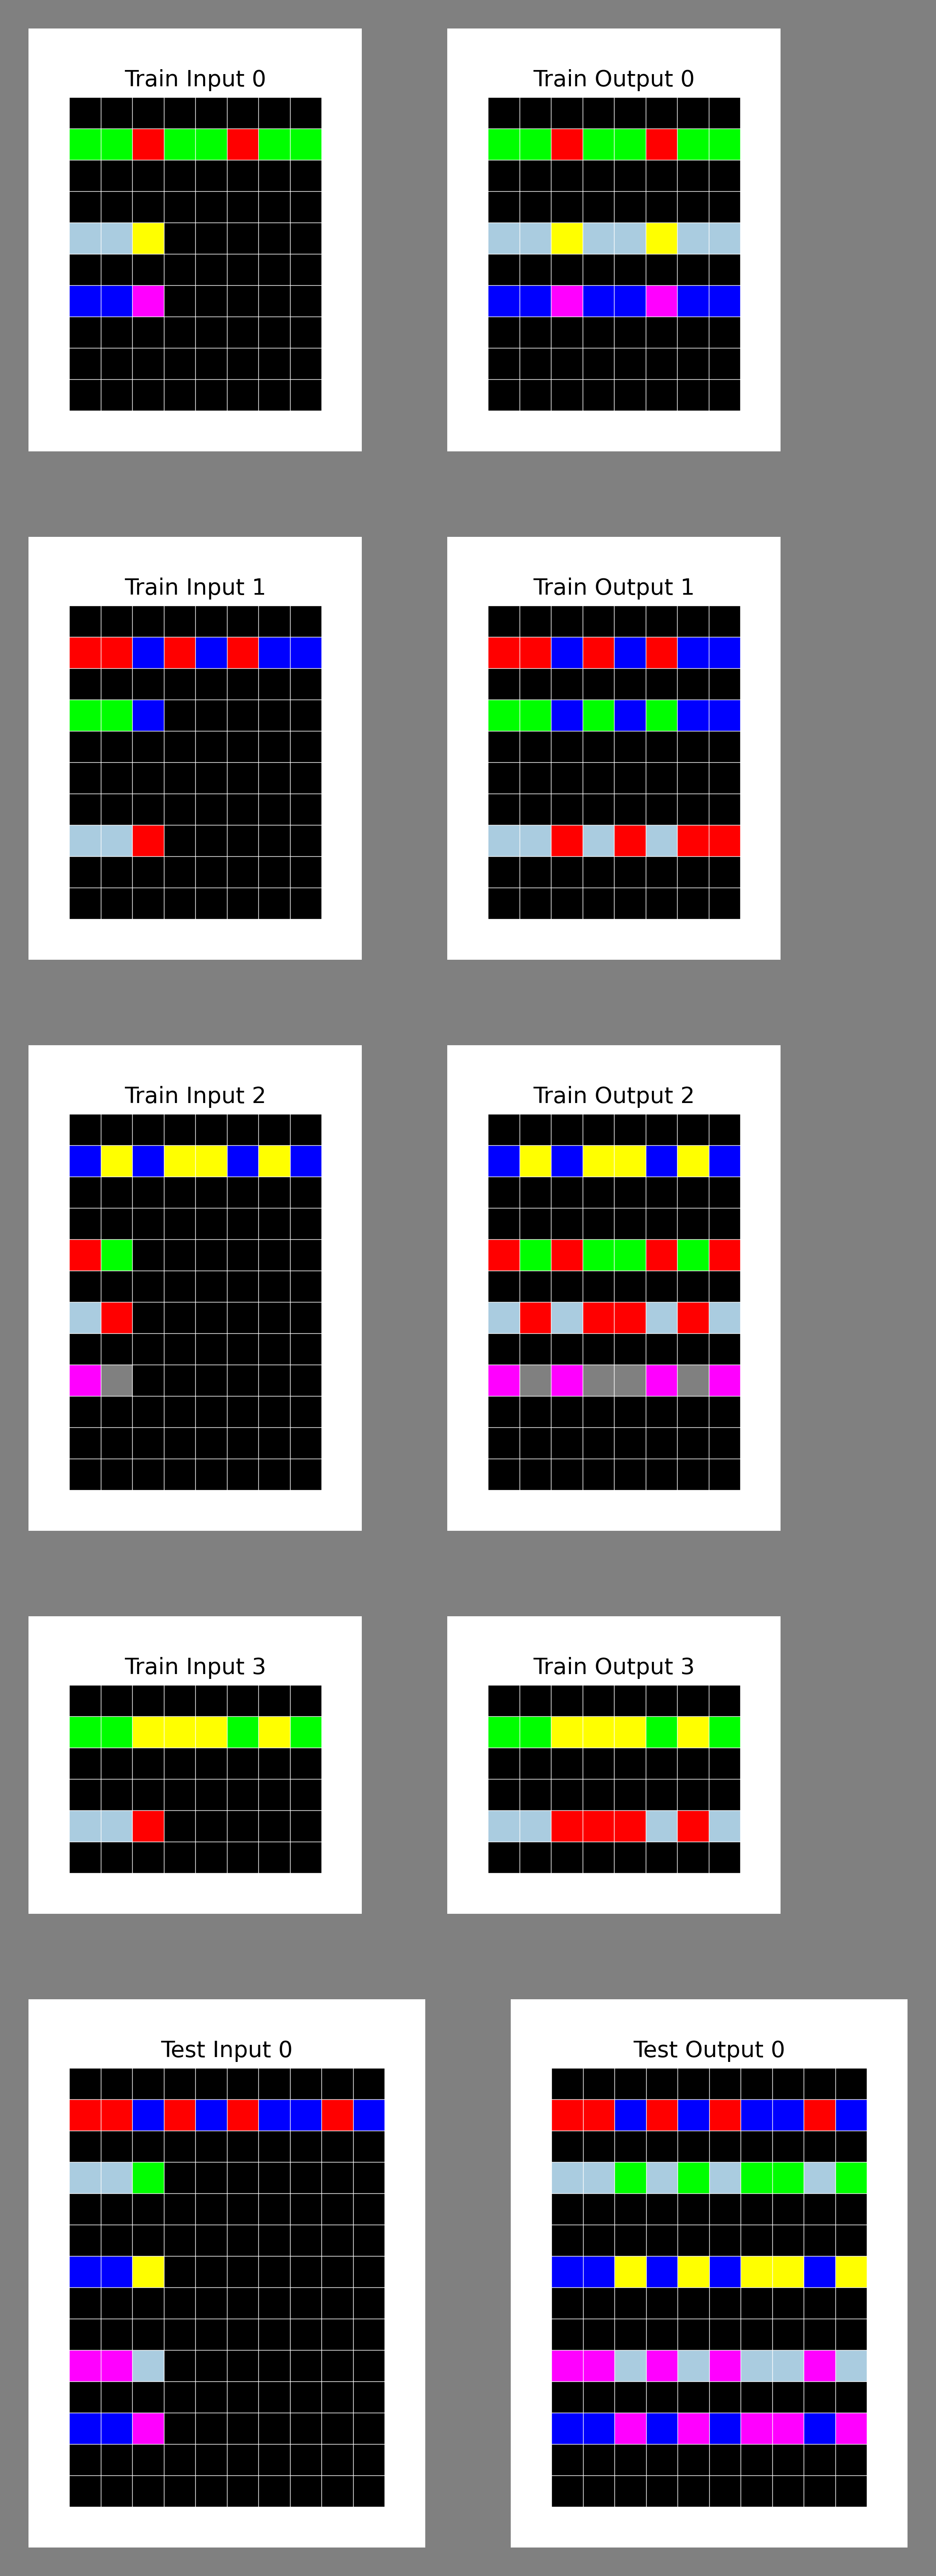 Train Input 0
Train Output 0
Train Input 1
Train Output 1
Train Input 2
Train Output 2
Train Input 3
Train Output 3
Test Input 0
Test Output 0